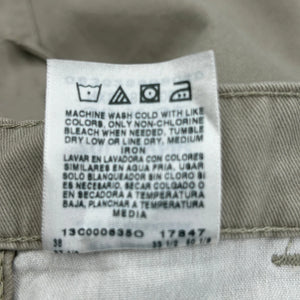 MACHINE WASH COLD WITH LIKE
COLORS, ONLY NON-CHLORINE
BLEACH WHEN NEEDED, TUMBLE
DRY LOW OR LINE DRY, MEDIUM
IRON
LAVAR EN LAVADORA CON COLORES
SIMILARES EN AGUA FRIA, USAR
SOLO BLANQUEADOR SIN CLORO SI
ES NECESARIO, SECAR COLGADO O
EN SECADORA A TEMPERATURA
BAJA, PLANCHAR A TEMPERATURA
MEDIA
13C0006350 17847
38